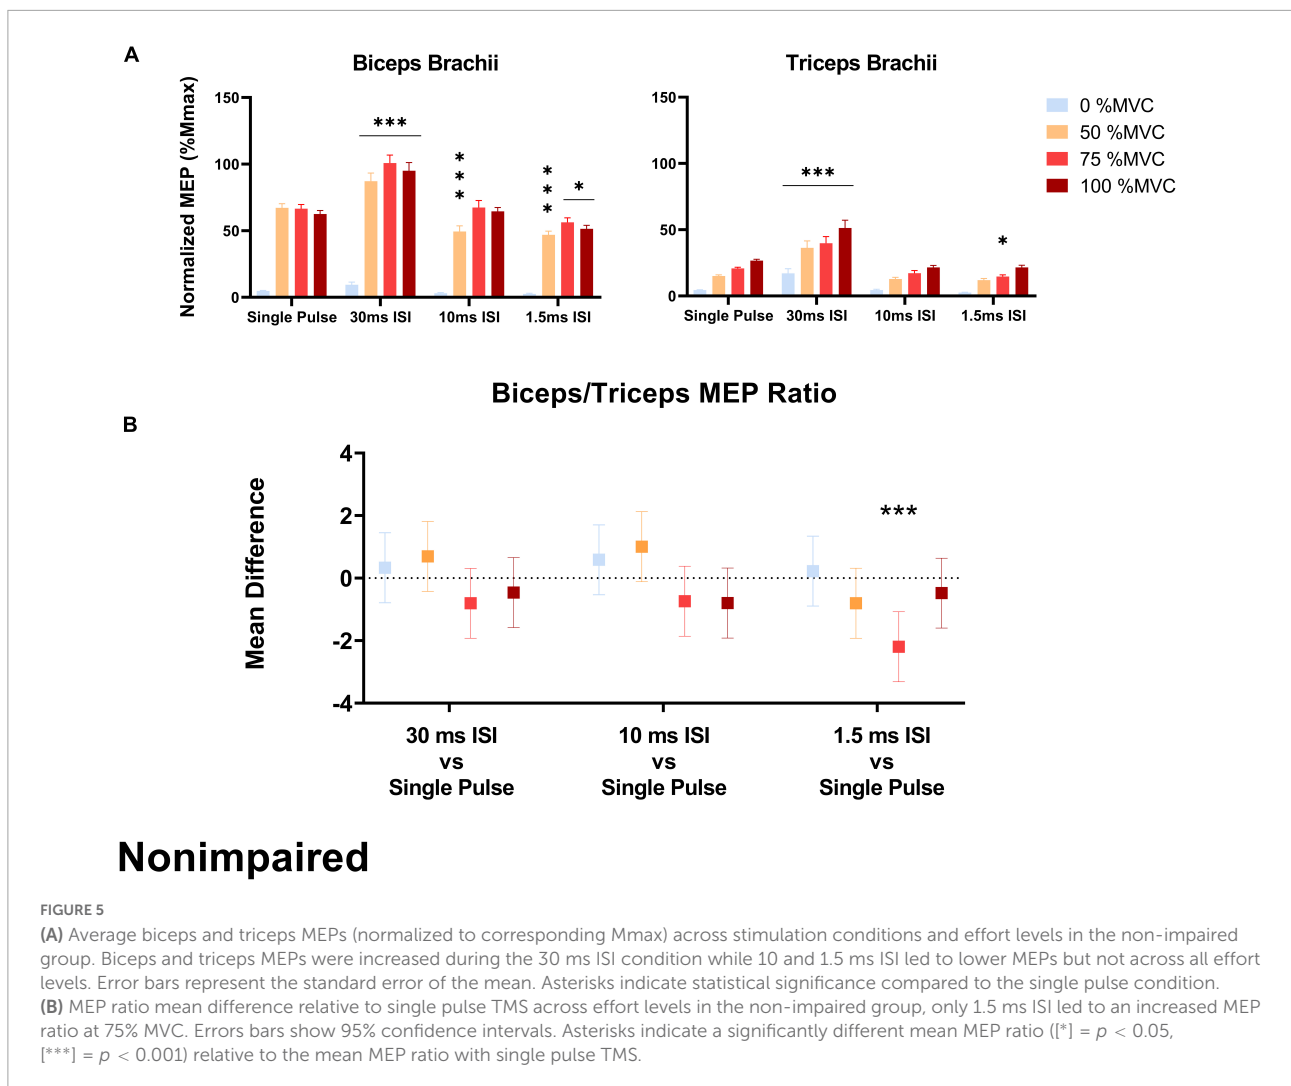 A
Biceps Brachii
Normalized MEP (%Mmax)
150
100
50
0
***
***
***
*
Single Pulse
30ms ISI
10ms ISI
1.5ms ISI
Triceps Brachii
150
100
50
0
***
*
Single Pulse
30ms ISI
10ms ISI
1.5ms ISI
0 %MVC
50 %MVC
75 %MVC
100 %MVC
Biceps/Triceps MEP Ratio
B
Mean Difference
4
2
0
-2
-4
***
30 ms ISI
vs
Single Pulse
10 ms ISI
vs
Single Pulse
1.5 ms ISI
vs
Single Pulse
Nonimpaired
FIGURE 5
(A) Average biceps and triceps MEPs (normalized to corresponding Mmax) across stimulation conditions and effort levels in the non-impaired
group. Biceps and triceps MEPs were increased during the 30 ms ISI condition while 10 and 1.5 ms ISI led to lower MEPs but not across all effort
levels. Error bars represent the standard error of the mean. Asterisks indicate statistical significance compared to the single pulse condition.
(B) MEP ratio mean difference relative to single pulse TMS across effort levels in the non-impaired group, only 1.5 ms ISI led to an increased MEP
ratio at 75% MVC. Errors bars show 95% confidence intervals. Asterisks indicate a significantly different mean MEP ratio ([*] = p < 0.05,
[***] = p < 0.001) relative to the mean MEP ratio with single pulse TMS.